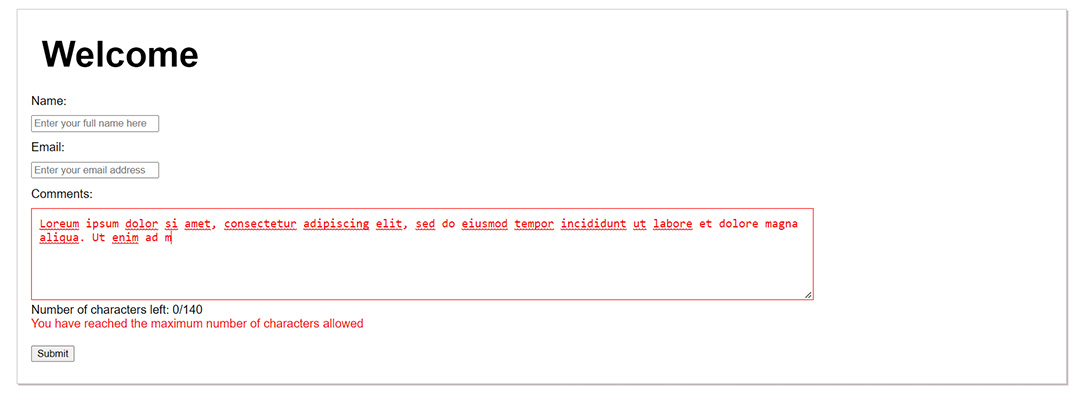 Welcome
Name:
Enter your full name here
Email:
Enter your email address
Comments:
Loreum ipsum dolor si amet, consectetur adipiscing elit, sed do eiusmod tempor incididunt ut labore et dolore magna
aliqua. Ut enim ad m
Number of characters left: 0/140
You have reached the maximum number of characters allowed
Submit